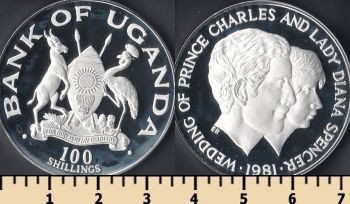 BANK OF UGANDA
FOR GOD AND MY COUNTRY
100
SHILLINGS
WEDDING OF PRINCE CHARLES AND LADY DIANA SPENCER
· 1981 ·
1 2 3 4 5 6 7